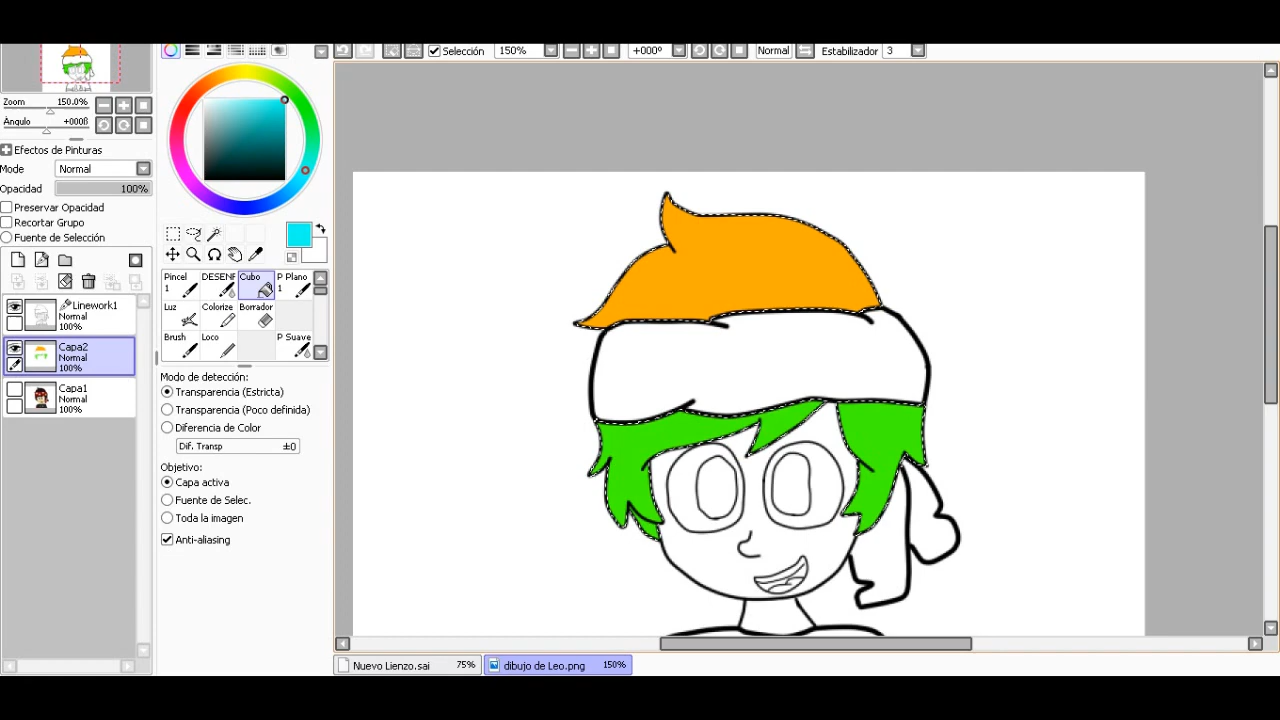 Selección 150% +000º Normal Estabilizador 3
Zoom 150.0%
Ángulo +000ß
Efectos de Pinturas
Mode Normal
Opacidad 100%
Preservar Opacidad
Recortar Grupo
Fuente de Selección
Pincel 1 DESENF Cubo P Plano 1
Luz Colorize Borrador
Brush Loco P Suave
Linework1
Normal
100%
Capa2
Normal
100%
Capa1
Normal
100%
Modo de detección:
Transparencia (Estricta)
Transparencia (Poco definida)
Diferencia de Color
Dif. Transp ±0
Objetivo:
Capa activa
Fuente de Selec.
Toda la imagen
Anti-aliasing
Nuevo Lienzo.sai 75% dibujo de Leo.png 150%